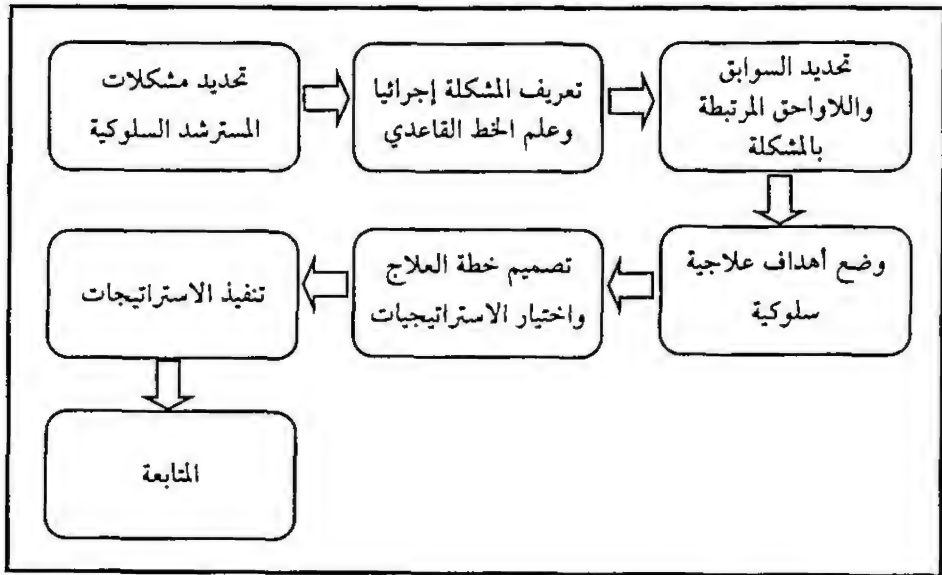 تحديد مشكلات
المسترشد السلوكية
تعريف المشكلة إجرائيا
وعلم الخط القاعدي
تحديد السوابق
واللاواحق المرتبطة
بالمشكلة
وضع أهداف علاجية
سلوكية
تصميم خطة العلاج
واختيار الاستراتيجيات
تنفيذ الاستراتيجات
المتابعة